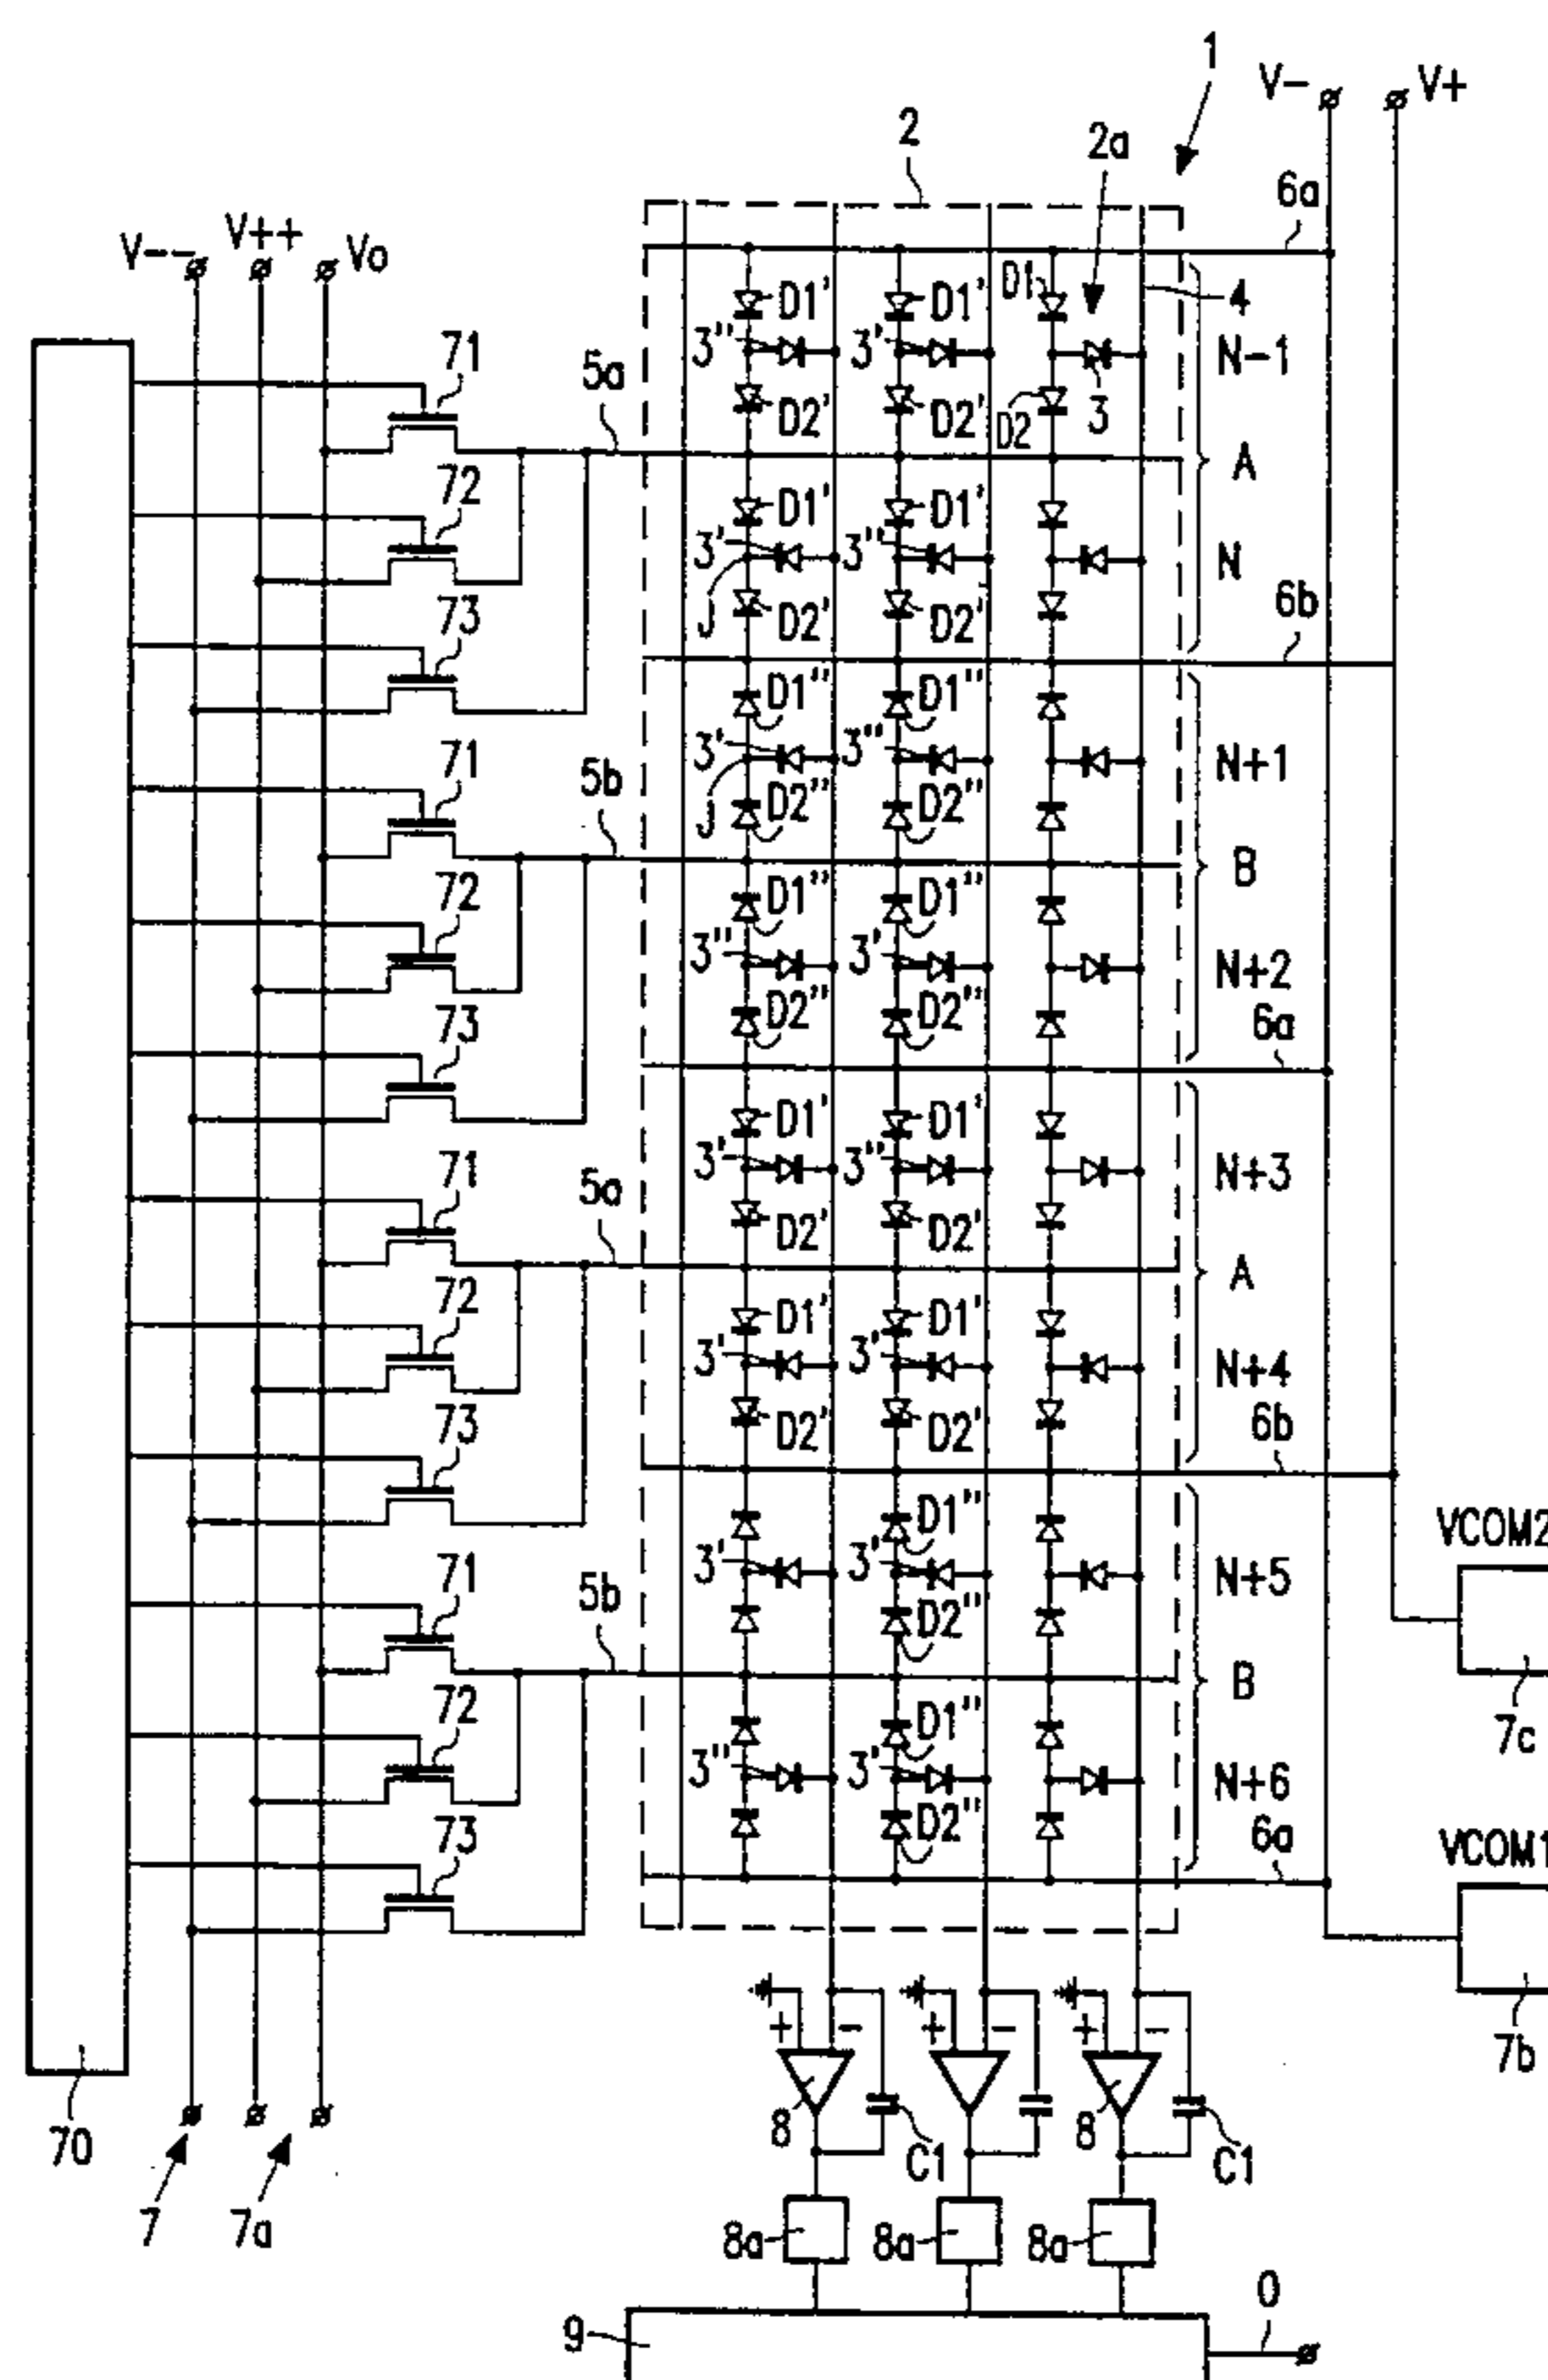 1
V-
V+
2
2a
6a
V--
V++
Vo
D1'
D1'
D1
4
3''
3'
N-1
71
5a
D2'
D2'
D2
3
A
72
D1'
D1'
3'
3''
N
J
D2'
D2'
6b
73
D1''
D1''
71
5b
3'
3''
N+1
J
D2''
D2''
B
72
D1''
D1''
3''
3'
N+2
73
D2''
D2''
6a
D1'
D1'
71
5a
3'
3''
N+3
D2'
D2'
A
72
D1'
D1'
3'
3'
N+4
73
D2'
D2'
6b
D1''
VCOM2
71
5b
3'
3'
N+5
D2''
B
7c
72
D1''
3''
3'
N+6
73
D2''
6a
VCOM1
7b
+ - + - + -
70
8
C1
8
C1
7
7a
8a
8a
8a
9
0